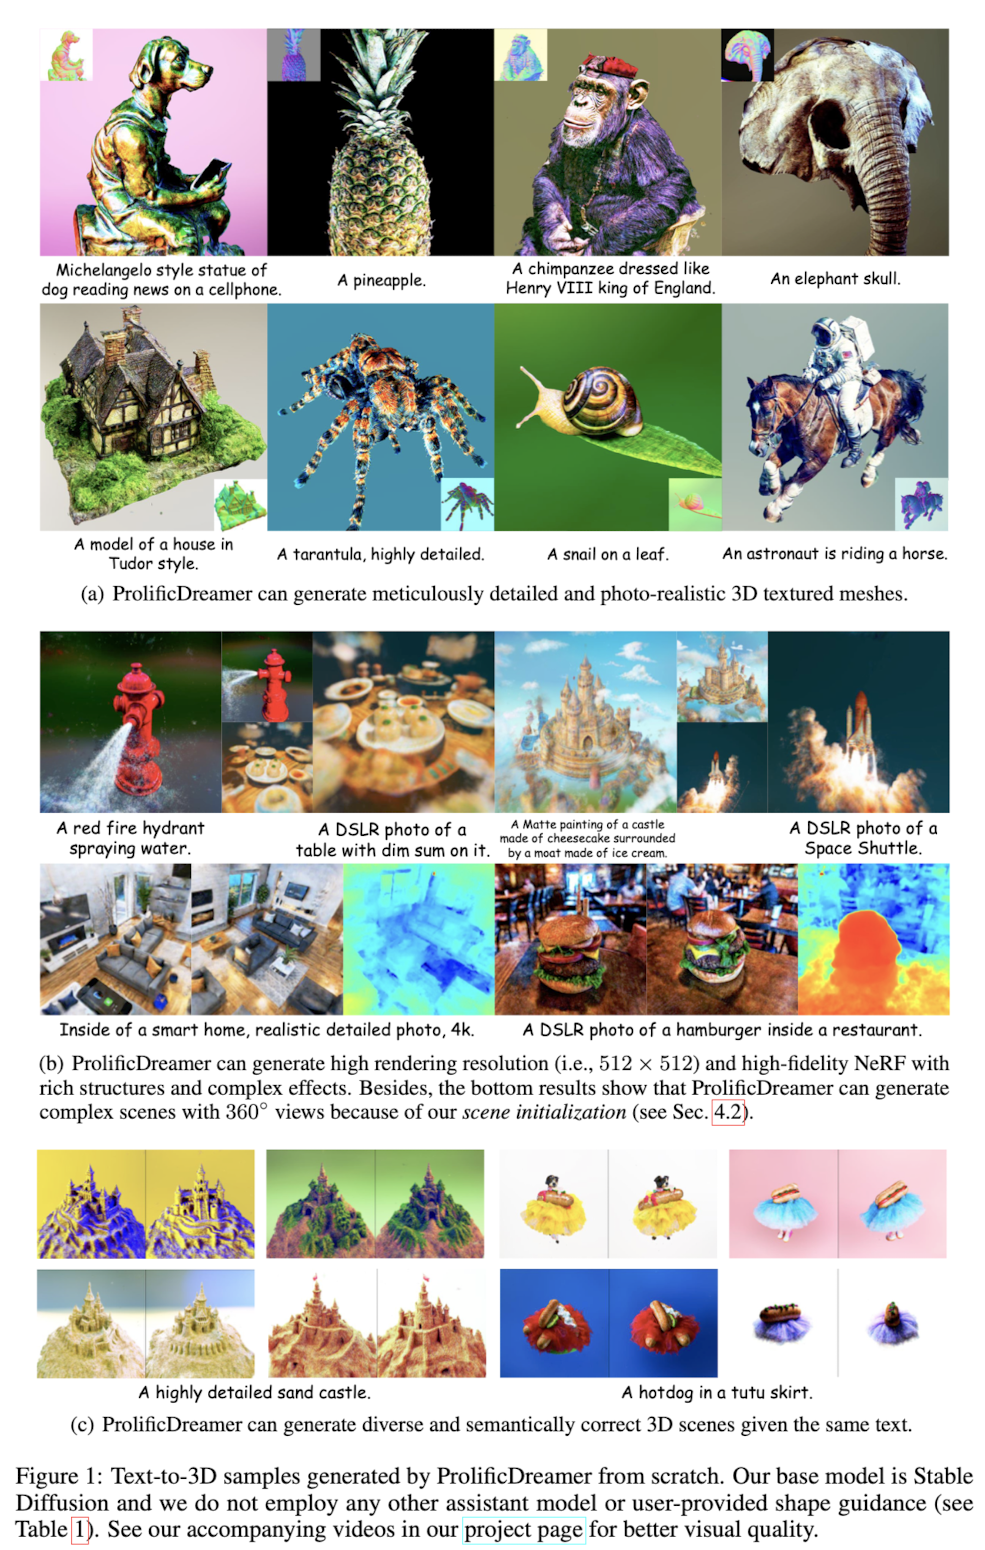 Michelangelo style statue of
dog reading news on a cellphone.
A pineapple.
A chimpanzee dressed like
Henry VIII king of England.
An elephant skull.
A model of a house in
Tudor style.
A tarantula, highly detailed.
A snail on a leaf.
An astronaut is riding a horse.
(a) ProlificDreamer can generate meticulously detailed and photo-realistic 3D textured meshes.
A red fire hydrant
spraying water.
A DSLR photo of a
table with dim sum on it.
A Matte painting of a castle
made of cheesecake surrounded
by a moat made of ice cream.
A DSLR photo of a
Space Shuttle.
Inside of a smart home, realistic detailed photo, 4k.
A DSLR photo of a hamburger inside a restaurant.
(b) ProlificDreamer can generate high rendering resolution (i.e., 512 × 512) and high-fidelity NeRF with
rich structures and complex effects. Besides, the bottom results show that ProlificDreamer can generate
complex scenes with 360° views because of our scene initialization (see Sec. 4.2).
A highly detailed sand castle.
A hotdog in a tutu skirt.
(c) ProlificDreamer can generate diverse and semantically correct 3D scenes given the same text.
Figure 1: Text-to-3D samples generated by ProlificDreamer from scratch. Our base model is Stable
Diffusion and we do not employ any other assistant model or user-provided shape guidance (see
Table 1). See our accompanying videos in our project page for better visual quality.